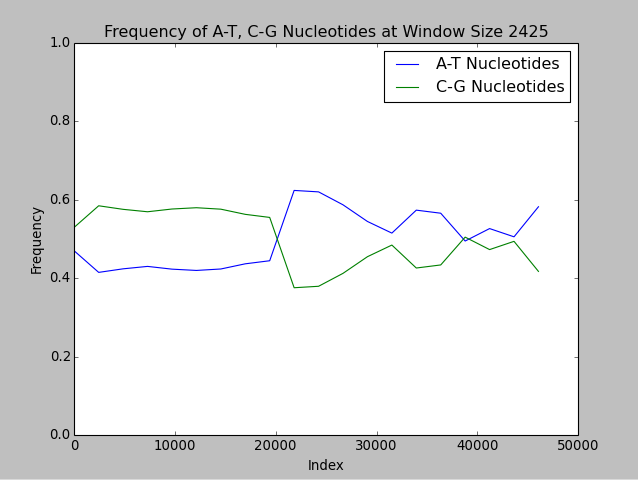 Frequency of A-T, C-G Nucleotides at Window Size 2425
1.0
A-T Nucleotides
C-G Nucleotides
0.8
0.6
Frequency
0.4
0.2
0.0
0 10000 20000 30000 40000 50000
Index